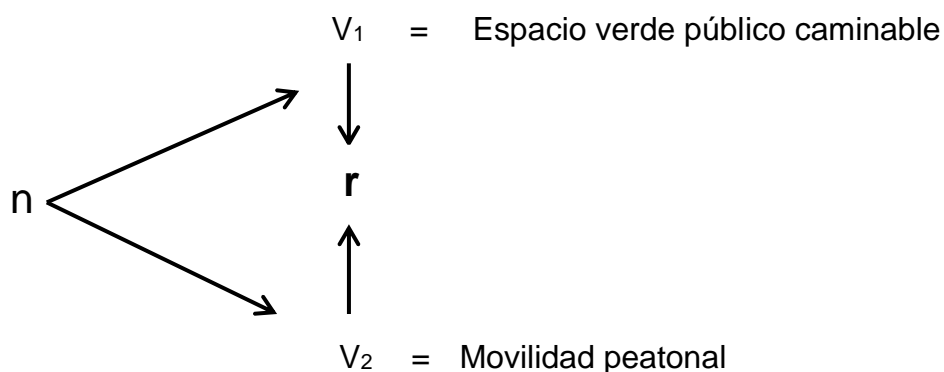 V₁ = Espacio verde público caminable
r
n
V₂ = Movilidad peatonal